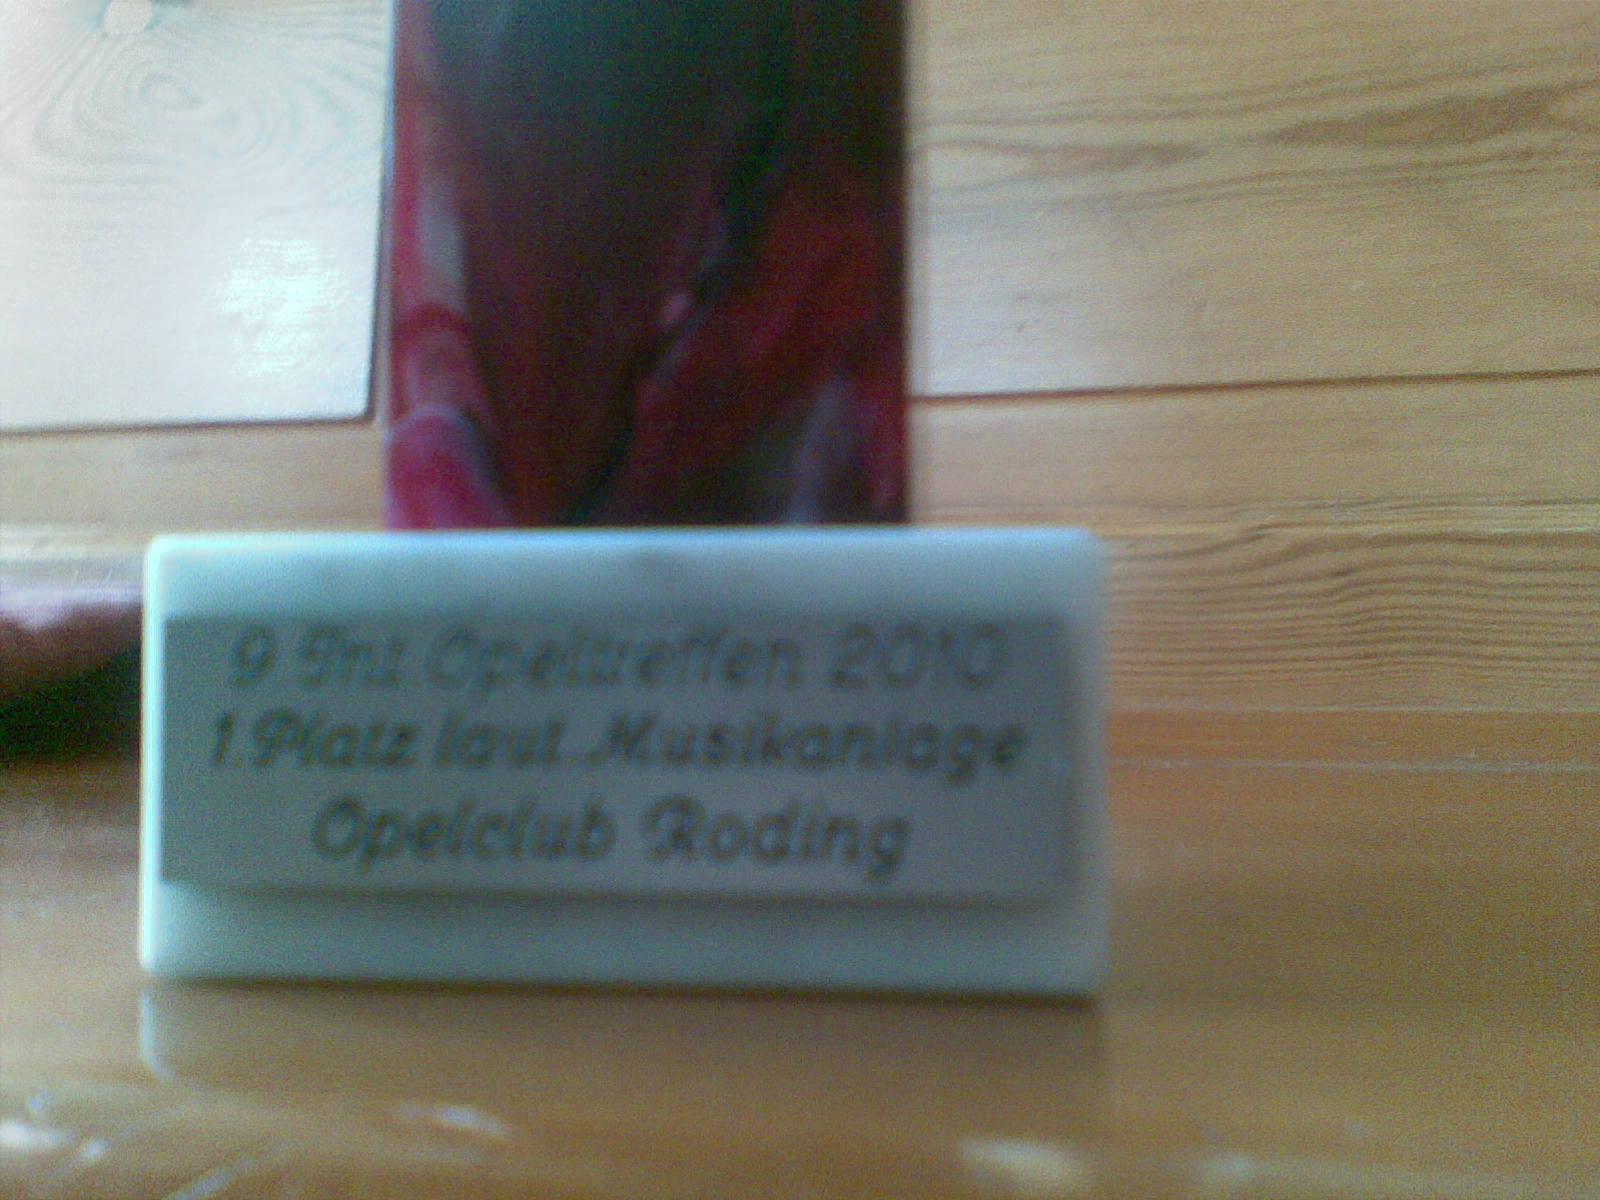 9 Int. Opeltreffen 2010
1 Platz laut. Musikanlage
Opelclub Roding